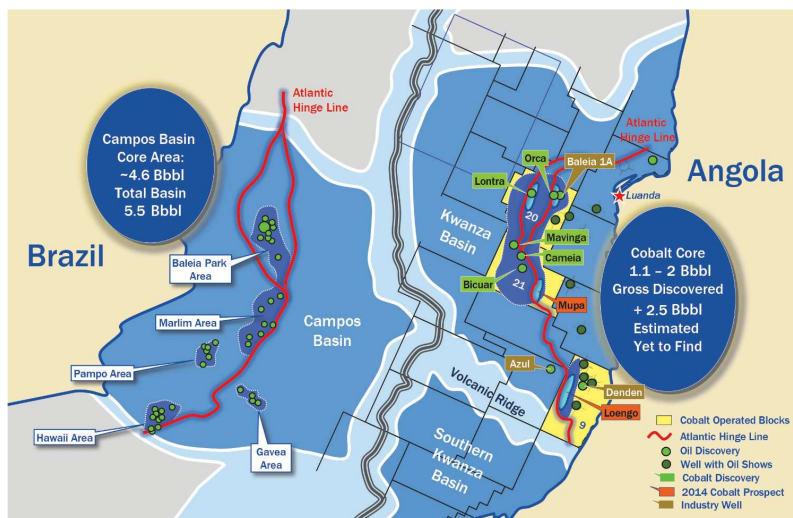 Atlantic
Hinge Line
Campos Basin
Core Area:
~4.6 Bbbl
Total Basin
5.5 Bbbl
Brazil
Baleia Park
Area
Marlim Area
Pampo Area
Hawaii Area
Gavea
Area
Campos
Basin
Atlantic
Hinge Line
Orca
Baleia 1A
Lontra
20
Kwanza
Basin
Mavinga
Cameia
Bicuar
21
Mupa
Azul
Volcanic Ridge
Denden
Loengo
9
Southern
Kwanza
Basin
Angola
Luanda
Cobalt Core
1.1 – 2 Bbbl
Gross Discovered
+ 2.5 Bbbl
Estimated
Yet to Find
Cobalt Operated Blocks
Atlantic Hinge Line
Oil Discovery
Well with Oil Shows
Cobalt Discovery
2014 Cobalt Prospect
Industry Well